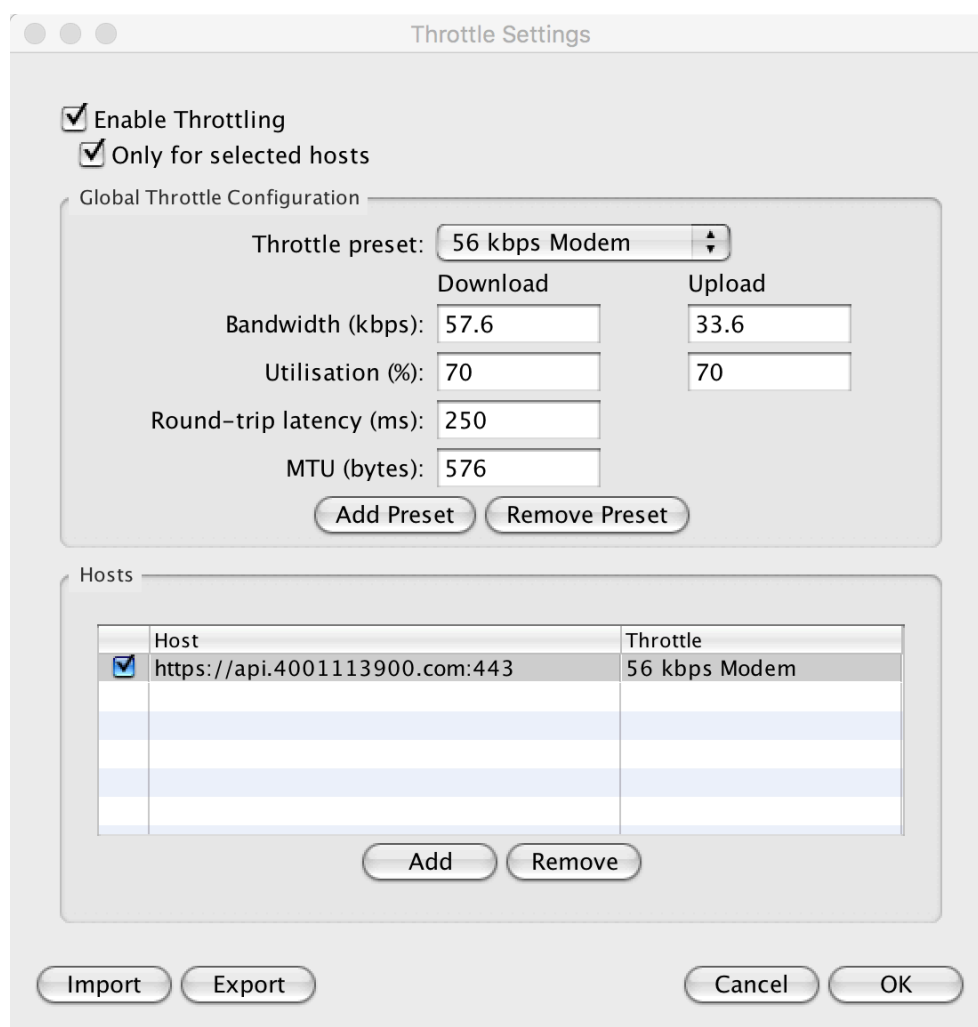 Throttle Settings
Enable Throttling
Only for selected hosts
Global Throttle Configuration
Throttle preset: 56 kbps Modem
Download Upload
Bandwidth (kbps): 57.6 33.6
Utilisation (%): 70 70
Round-trip latency (ms): 250
MTU (bytes): 576
Add Preset Remove Preset
Hosts
Host Throttle
https://api.4001113900.com:443 56 kbps Modem
Add Remove
Import Export Cancel OK